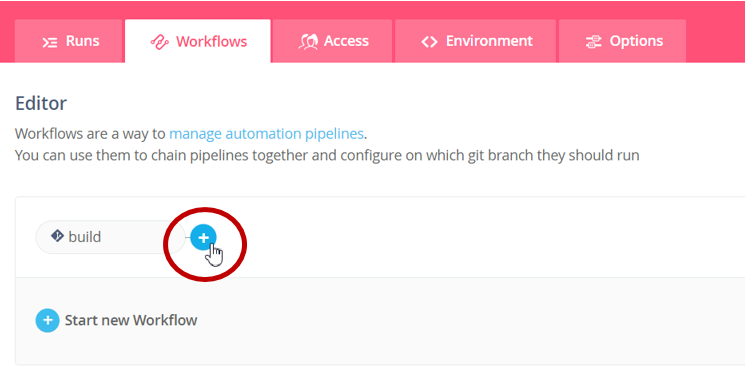 Runs Workflows Access Environment Options
Editor
Workflows are a way to manage automation pipelines.
You can use them to chain pipelines together and configure on which git branch they should run
build
Start new Workflow